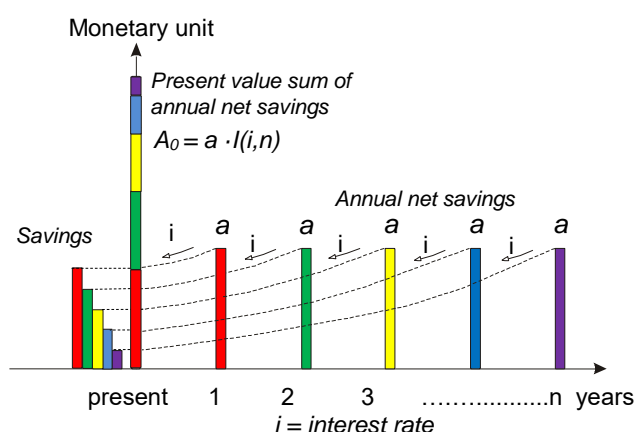 Monetary unit
Present value sum of
annual net savings
A₀ = a · I(i,n)
Annual net savings
Savings
i a i a i a i a i a
present 1 2 3 ……...........n years
i = interest rate